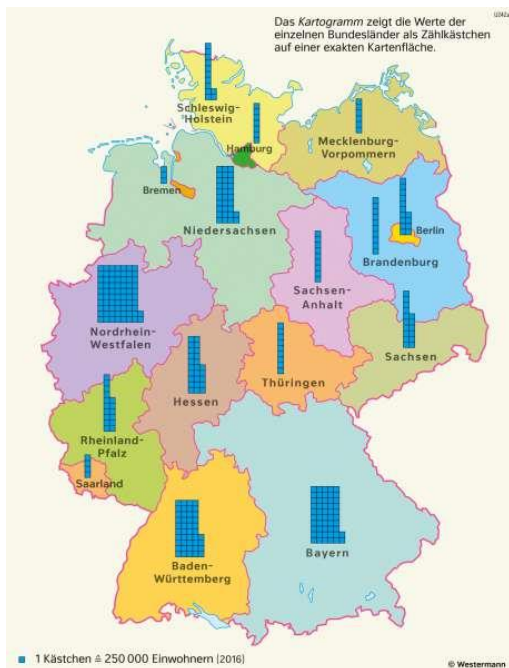 Das Kartogramm zeigt die Werte der
einzelnen Bundesländer als Zählkästchen
auf einer exakten Kartenfläche.
Schleswig-
Holstein
Hamburg
Mecklenburg-
Vorpommern
Bremen
Niedersachsen
Berlin
Brandenburg
Sachsen-
Anhalt
Nordrhein-
Westfalen
Sachsen
Thüringen
Hessen
Rheinland-
Pfalz
Saarland
Bayern
Baden-
Württemberg
1 Kästchen ≙ 250 000 Einwohnern (2016)
© Westermann